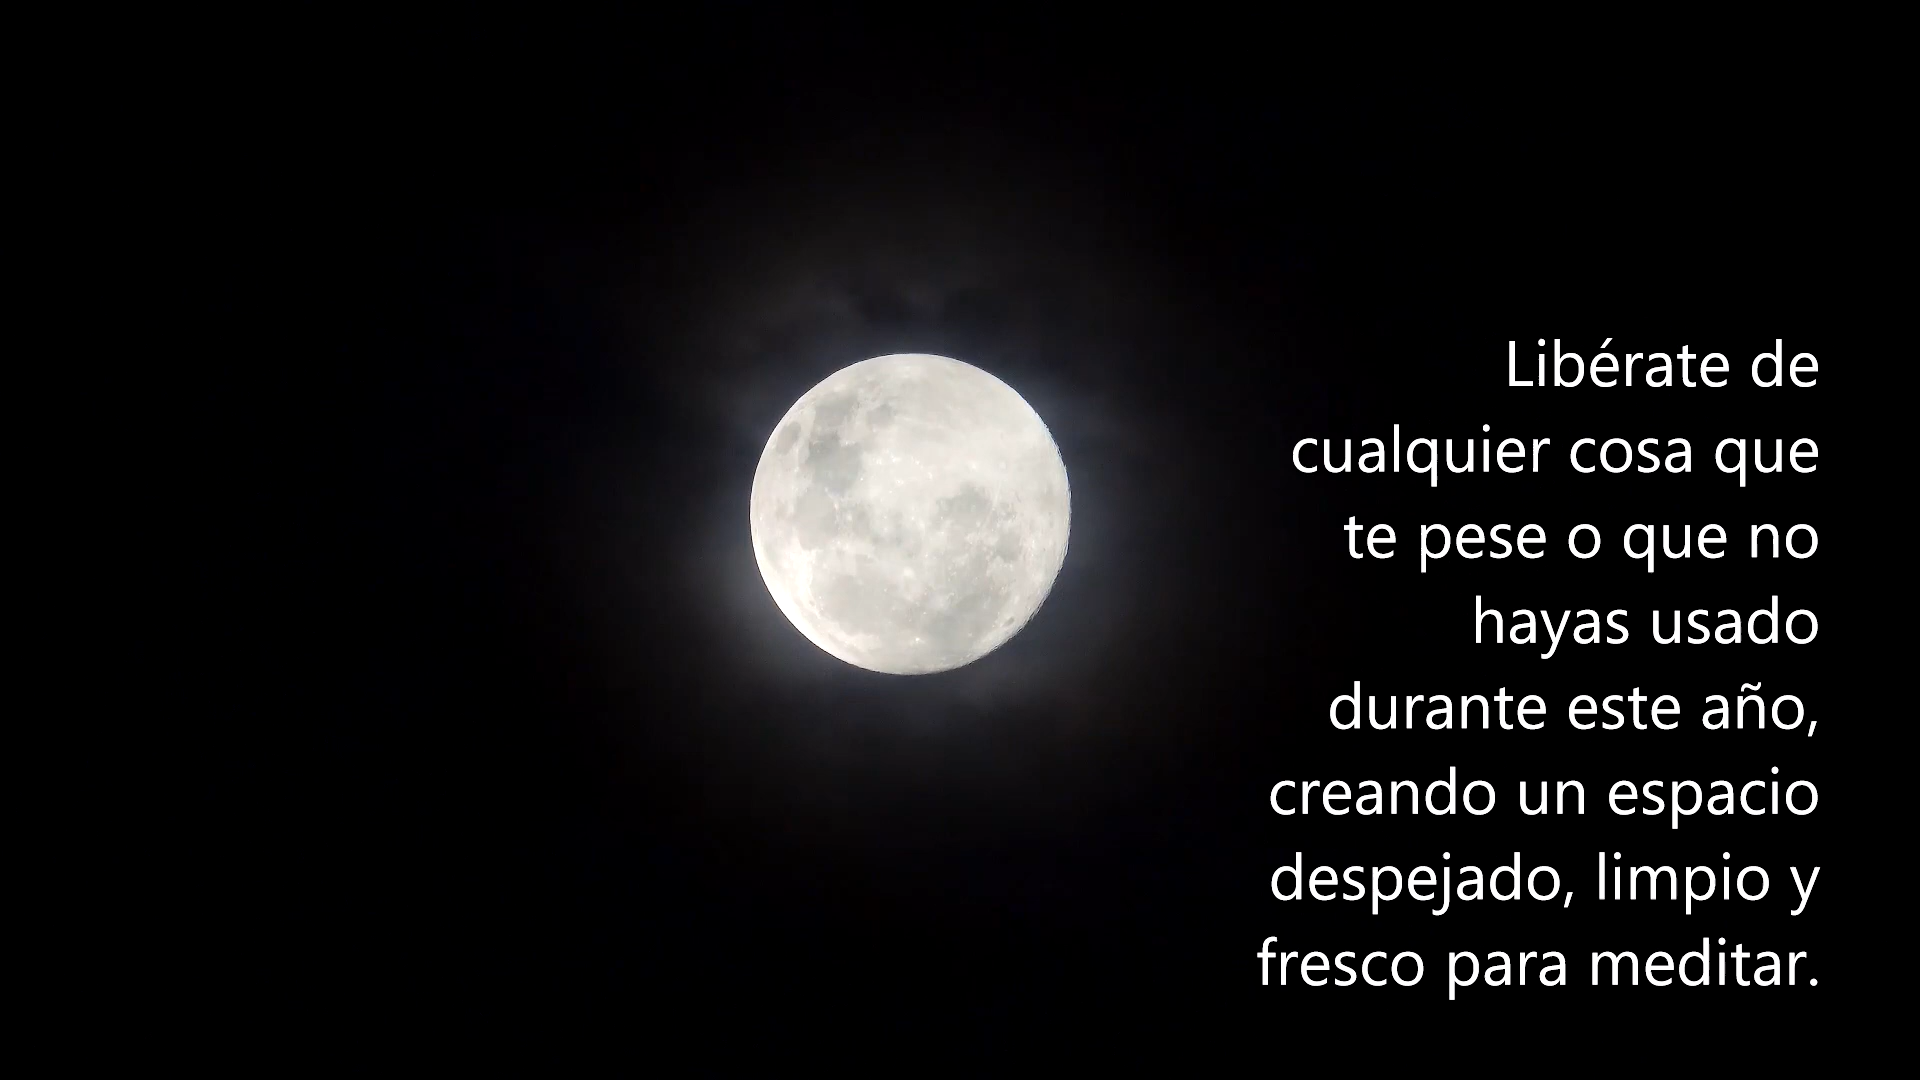 Libérate de
cualquier cosa que
te pese o que no
hayas usado
durante este año,
creando un espacio
despejado, limpio y
fresco para meditar.